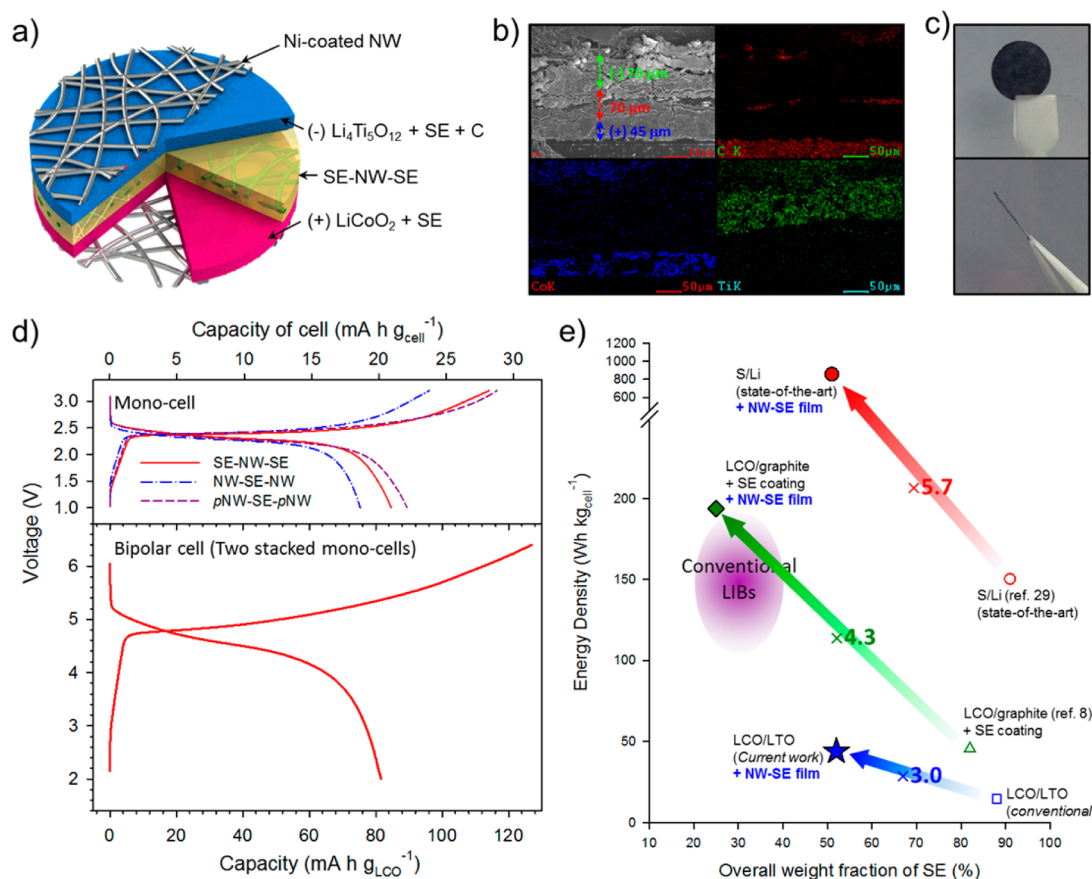 a)
Ni-coated NW
(-) Li4Ti5O12 + SE + C
SE-NW-SE
(+) LiCoO2 + SE
b)
(-) 70 μm
70 μm
(+) 45 μm
50μm
C K
50μm
CoK
50μm
TiK
50μm
c)
d)
Capacity of cell (mA h gcell-1)
0 5 10 15 20 25 30
Voltage (V)
3.0
2.5
2.0
1.5
1.0
Mono-cell
SE-NW-SE
NW-SE-NW
pNW-SE-pNW
Bipolar cell (Two stacked mono-cells)
6
5
4
3
2
0 20 40 60 80 100 120
Capacity (mA h gLCO-1)
e)
Energy Density (Wh kgcell-1)
1200
1000
800
600
200
150
100
50
0
S/Li
(state-of-the-art)
+ NW-SE film
×5.7
LCO/graphite
+ SE coating
+ NW-SE film
Conventional
LIBs
S/Li (ref. 29)
(state-of-the-art)
×4.3
LCO/graphite (ref. 8)
+ SE coating
LCO/LTO
(Current work)
+ NW-SE film
×3.0
LCO/LTO
(conventional)
10 20 30 40 50 60 70 80 90 100
Overall weight fraction of SE (%)